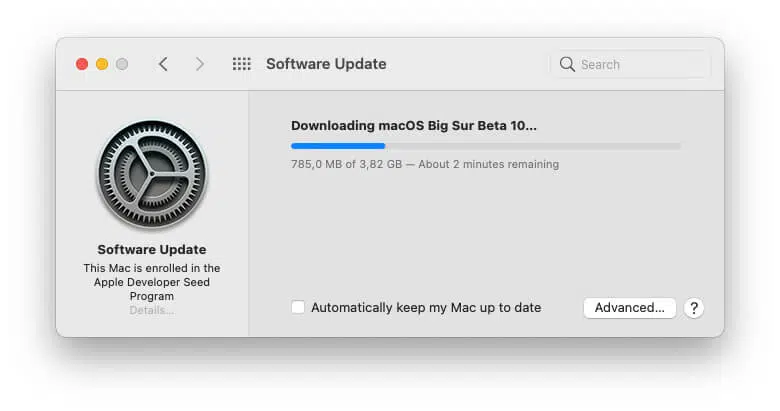 Software Update
Search
Software Update
This Mac is enrolled in the
Apple Developer Seed
Program
Details...
Downloading macOS Big Sur Beta 10...
785,0 MB of 3,82 GB — About 2 minutes remaining
Automatically keep my Mac up to date
Advanced...
?